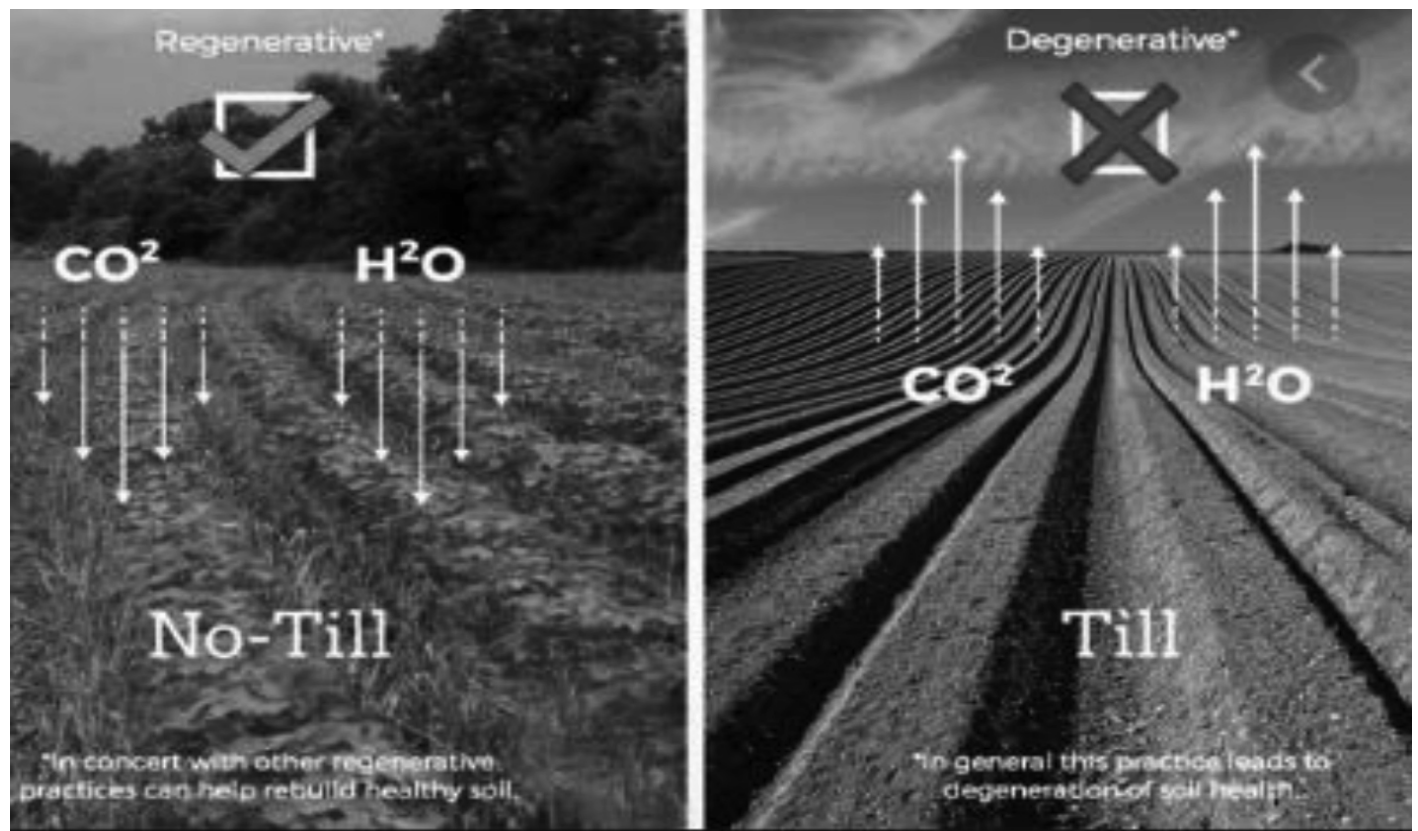 Regenerative*
CO²
H²O
No-Till
*In concert with other regenerative
practices can help rebuild healthy soil.
Degenerative*
CO²
H²O
Till
*In general this practice leads to
degeneration of soil health.